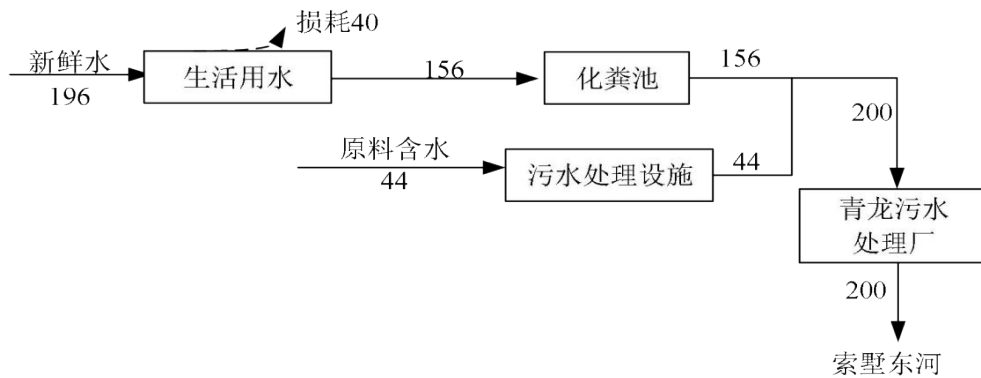 损耗40
新鲜水
196
生活用水
156
化粪池
156
200
原料含水
44
污水处理设施
44
青龙污水
处理厂
200
索墅东河